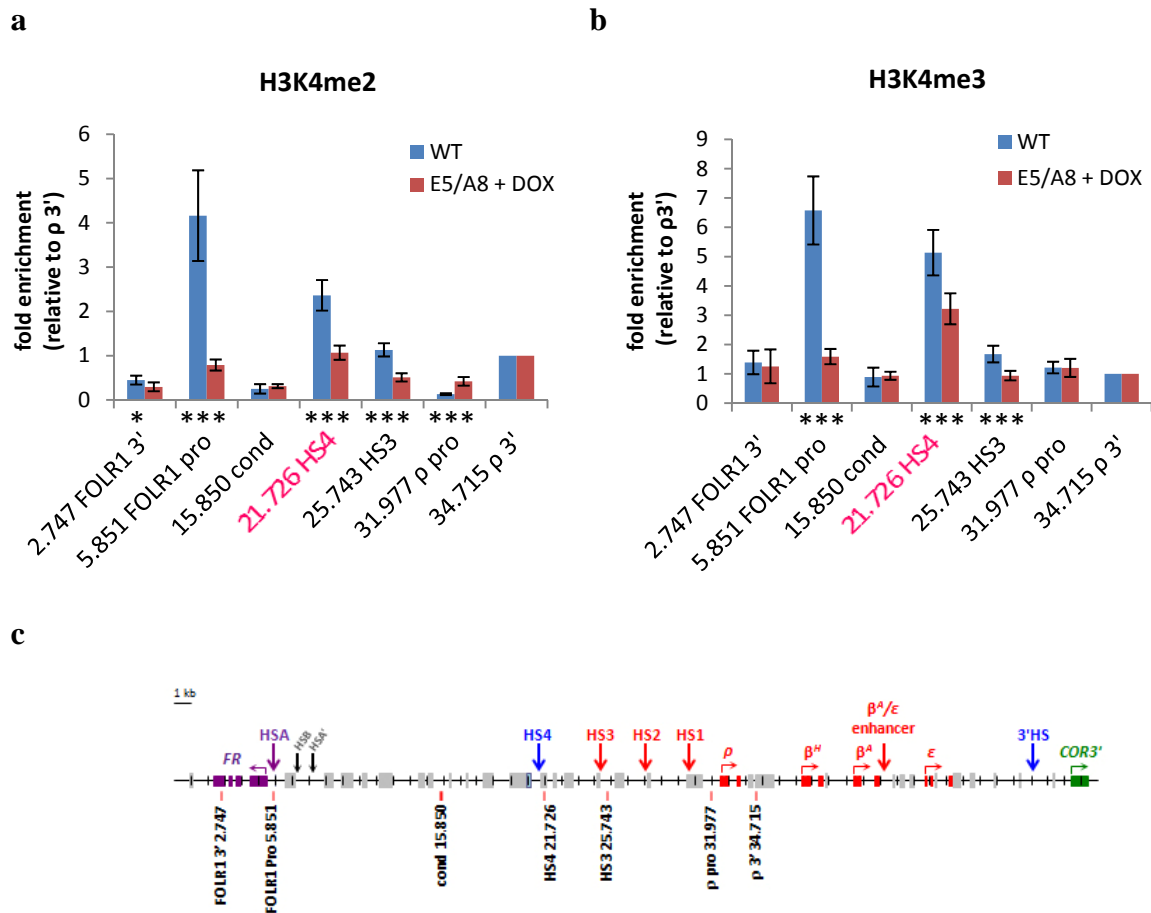 a
H3K4me2
fold enrichment
(relative to ρ 3')
6
5
4
3
2
1
0
WT
E5/A8 + DOX
* *** *** *** ***
2.747 FOLR1 3'
5.851 FOLR1 pro
15.850 cond
21.726 HS4
25.743 HS3
31.977 ρ pro
34.715 ρ 3'
b
H3K4me3
fold enrichment
(relative to ρ3')
9
8
7
6
5
4
3
2
1
0
WT
E5/A8 + DOX
*** *** ***
2.747 FOLR1 3'
5.851 FOLR1 pro
15.850 cond
21.726 HS4
25.743 HS3
31.977 ρ pro
34.715 ρ 3'
c
1 kb
FR
HSA
HSB
HSA'
HS4
HS3
HS2
HS1
ρ
βᴴ
βᴬ
βᴬ/ε
enhancer
ε
3'HS
COR3'
FOLR1 3' 2.747
FOLR1 Pro 5.851
cond 15.850
HS4 21.726
HS3 25.743
ρ pro 31.977
ρ 3' 34.715